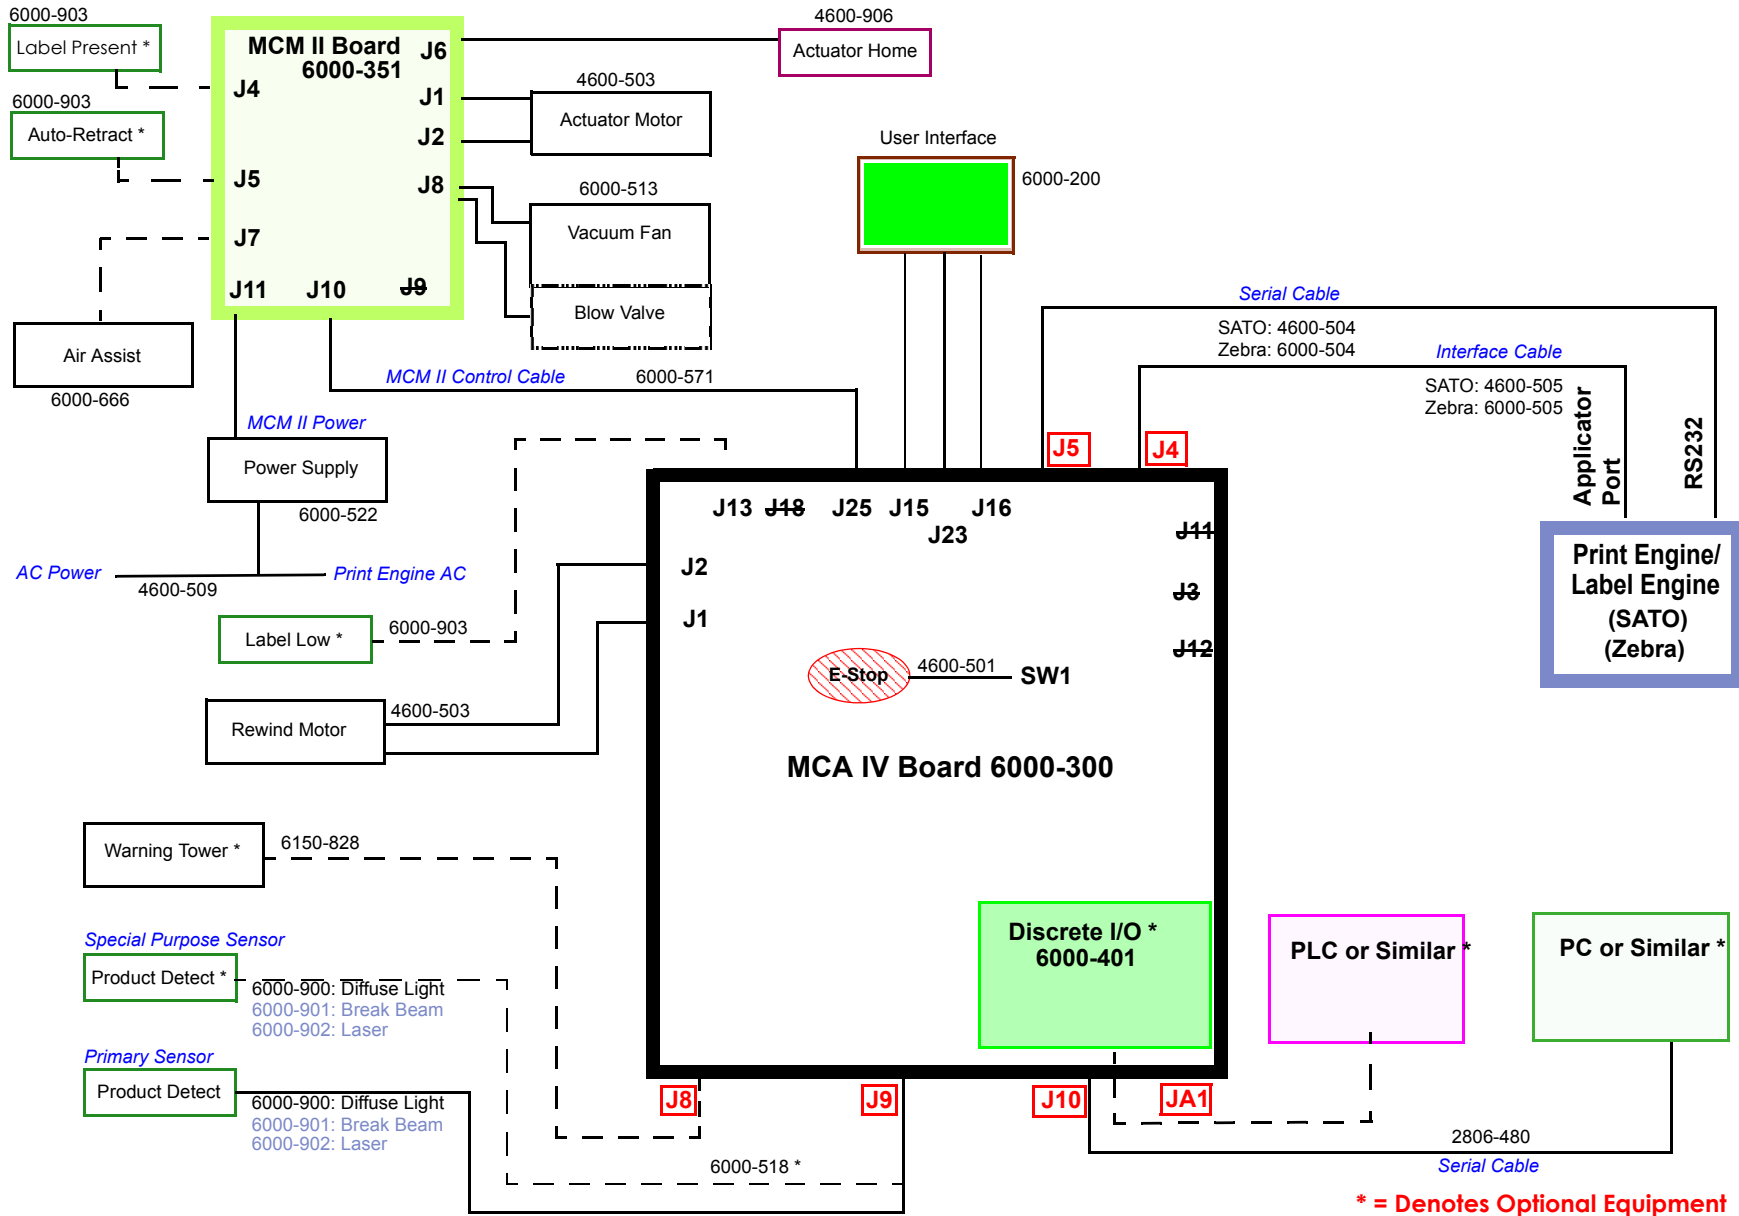 6000-903
Label Present *
6000-903
Auto-Retract *
MCM II Board
6000-351
J6
J4
J1
J2
J5
J8
J7
J11
J10
J9
4600-906
Actuator Home
4600-503
Actuator Motor
6000-513
Vacuum Fan
Blow Valve
User Interface
6000-200
Air Assist
6000-666
MCM II Control Cable
6000-571
MCM II Power
Power Supply
6000-522
AC Power
4600-509
Print Engine AC
Serial Cable
SATO: 4600-504
Zebra: 6000-504
Interface Cable
SATO: 4600-505
Zebra: 6000-505
Applicator
Port
RS232
J5
J4
Print Engine/
Label Engine
(SATO)
(Zebra)
J13
J18
J25
J15
J23
J16
J11
J3
J12
J2
J1
Label Low *
6000-903
Rewind Motor
4600-503
E-Stop
4600-501
SW1
MCA IV Board 6000-300
Warning Tower *
6150-828
Special Purpose Sensor
Product Detect *
6000-900: Diffuse Light
6000-901: Break Beam
6000-902: Laser
Primary Sensor
Product Detect
6000-900: Diffuse Light
6000-901: Break Beam
6000-902: Laser
Discrete I/O *
6000-401
PLC or Similar *
PC or Similar *
J8
J9
J10
JA1
6000-518 *
2806-480
Serial Cable
* = Denotes Optional Equipment